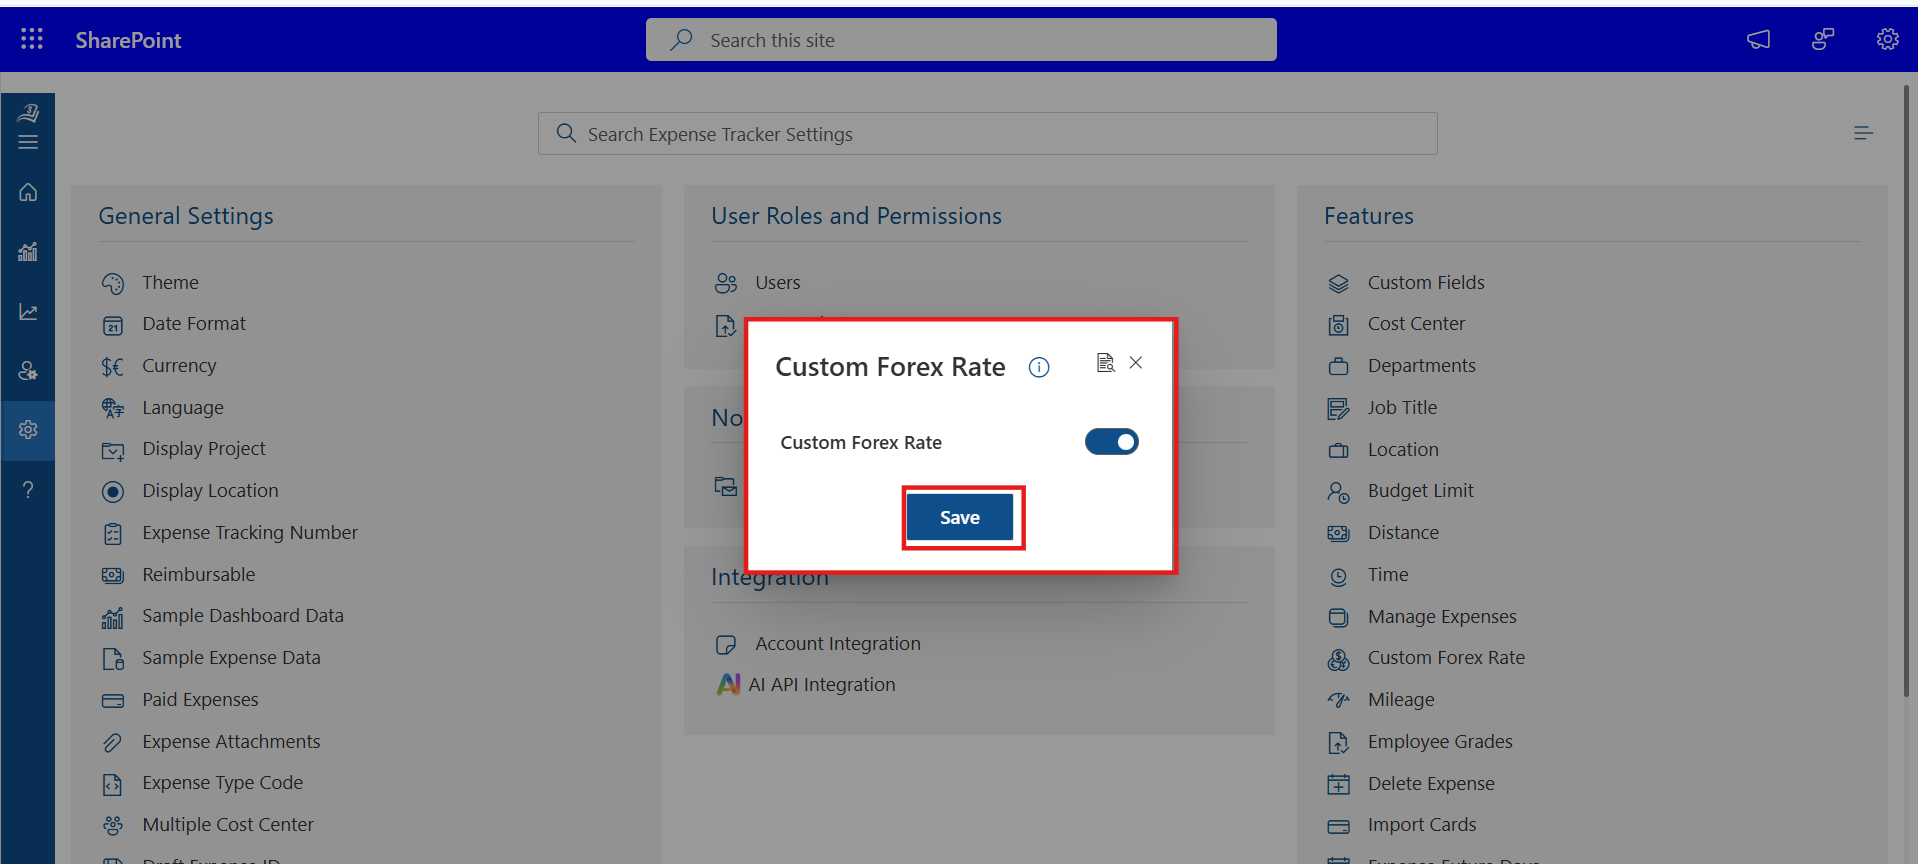 SharePoint
Search this site
Search Expense Tracker Settings
General Settings
Theme
21
Date Format
Currency
Language
Display Project
Display Location
Expense Tracking Number
Reimbursable
Sample Dashboard Data
Sample Expense Data
Paid Expenses
Expense Attachments
Expense Type Code
Multiple Cost Center
User Roles and Permissions
Users
Custom Forex Rate
Custom Forex Rate
Save
No
Integration
Account Integration
AI AI API Integration
Features
Custom Fields
Cost Center
Departments
Job Title
Location
Budget Limit
Distance
Time
Manage Expenses
Custom Forex Rate
Mileage
Employee Grades
Delete Expense
Import Cards